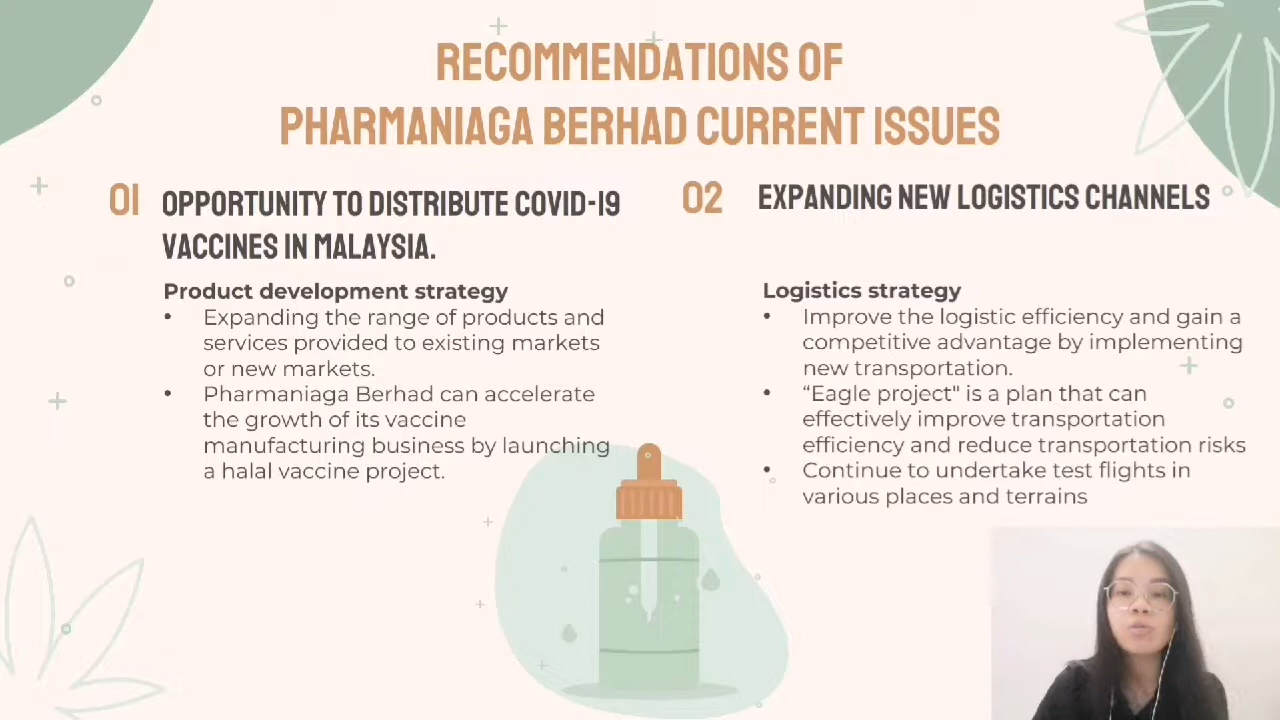 RECOMMENDATIONS OF
PHARMANIAGA BERHAD CURRENT ISSUES
01 OPPORTUNITY TO DISTRIBUTE COVID-19
VACCINES IN MALAYSIA.
Product development strategy
• Expanding the range of products and
services provided to existing markets
or new markets.
• Pharmaniaga Berhad can accelerate
the growth of its vaccine
manufacturing business by launching
a halal vaccine project.
02 EXPANDING NEW LOGISTICS CHANNELS
Logistics strategy
• Improve the logistic efficiency and gain a
competitive advantage by implementing
new transportation.
• “Eagle project" is a plan that can
effectively improve transportation
efficiency and reduce transportation risks
• Continue to undertake test flights in
various places and terrains